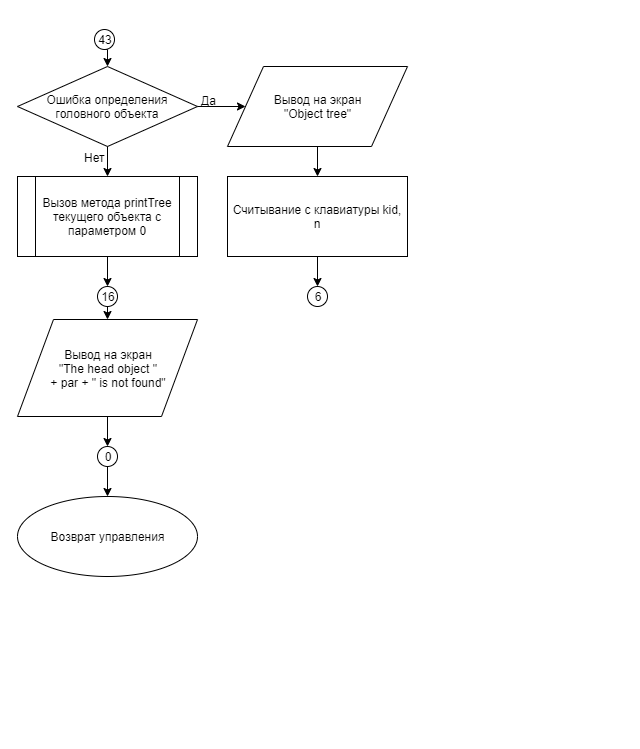 43
Ошибка определения
головного объекта
Да
Вывод на экран
"Object tree"
Нет
Вызов метода printTree
текущего объекта с
параметром 0
Считывание с клавиатуры kid,
n
16
6
Вывод на экран
"The head object "
+ par + " is not found"
0
Возврат управления